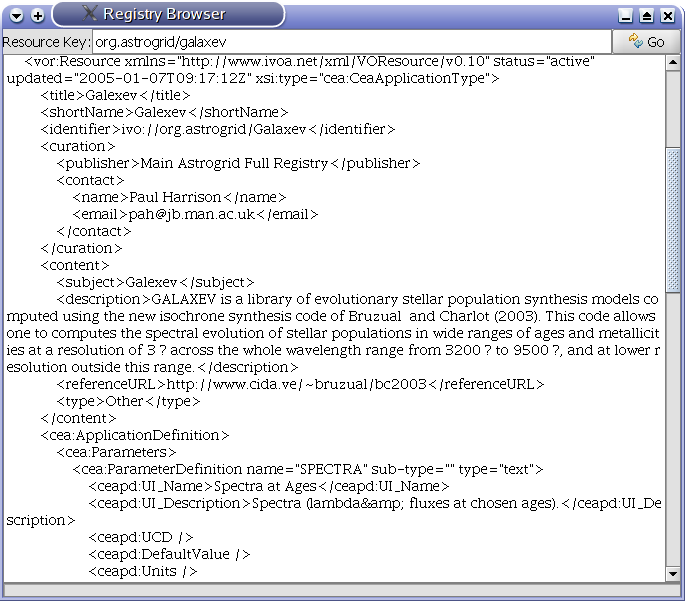 Registry Browser
Resource Key: org.astrogrid/galaxev Go
<vor:Resource xmlns="http://www.ivoa.net/xml/VOResource/v0.10" status="active"
updated="2005-01-07T09:17:12Z" xsi:type="cea:CeaApplicationType">
<title>Galexev</title>
<shortName>Galexev</shortName>
<identifier>ivo://org.astrogrid/Galaxev</identifier>
<curation>
<publisher>Main Astrogrid Full Registry</publisher>
<contact>
<name>Paul Harrison</name>
<email>pah@jb.man.ac.uk</email>
</contact>
</curation>
<content>
<subject>Galexev</subject>
<description>GALAXEV is a library of evolutionary stellar population synthesis models co
mputed using the new isochrone synthesis code of Bruzual  and Charlot (2003). This code allows
one to computes the spectral evolution of stellar populations in wide ranges of ages and metallicit
ies at a resolution of 3 ? across the whole wavelength range from 3200 ? to 9500 ?, and at lower r
esolution outside this range.</description>
<referenceURL>http://www.cida.ve/~bruzual/bc2003</referenceURL>
<type>Other</type>
</content>
<cea:ApplicationDefinition>
<cea:Parameters>
<cea:ParameterDefinition name="SPECTRA" sub-type="" type="text">
<ceapd:UI_Name>Spectra at Ages</ceapd:UI_Name>
<ceapd:UI_Description>Spectra (lambda&amp; fluxes at chosen ages).</ceapd:UI_De
scription>
<ceapd:UCD />
<ceapd:DefaultValue />
<ceapd:Units />